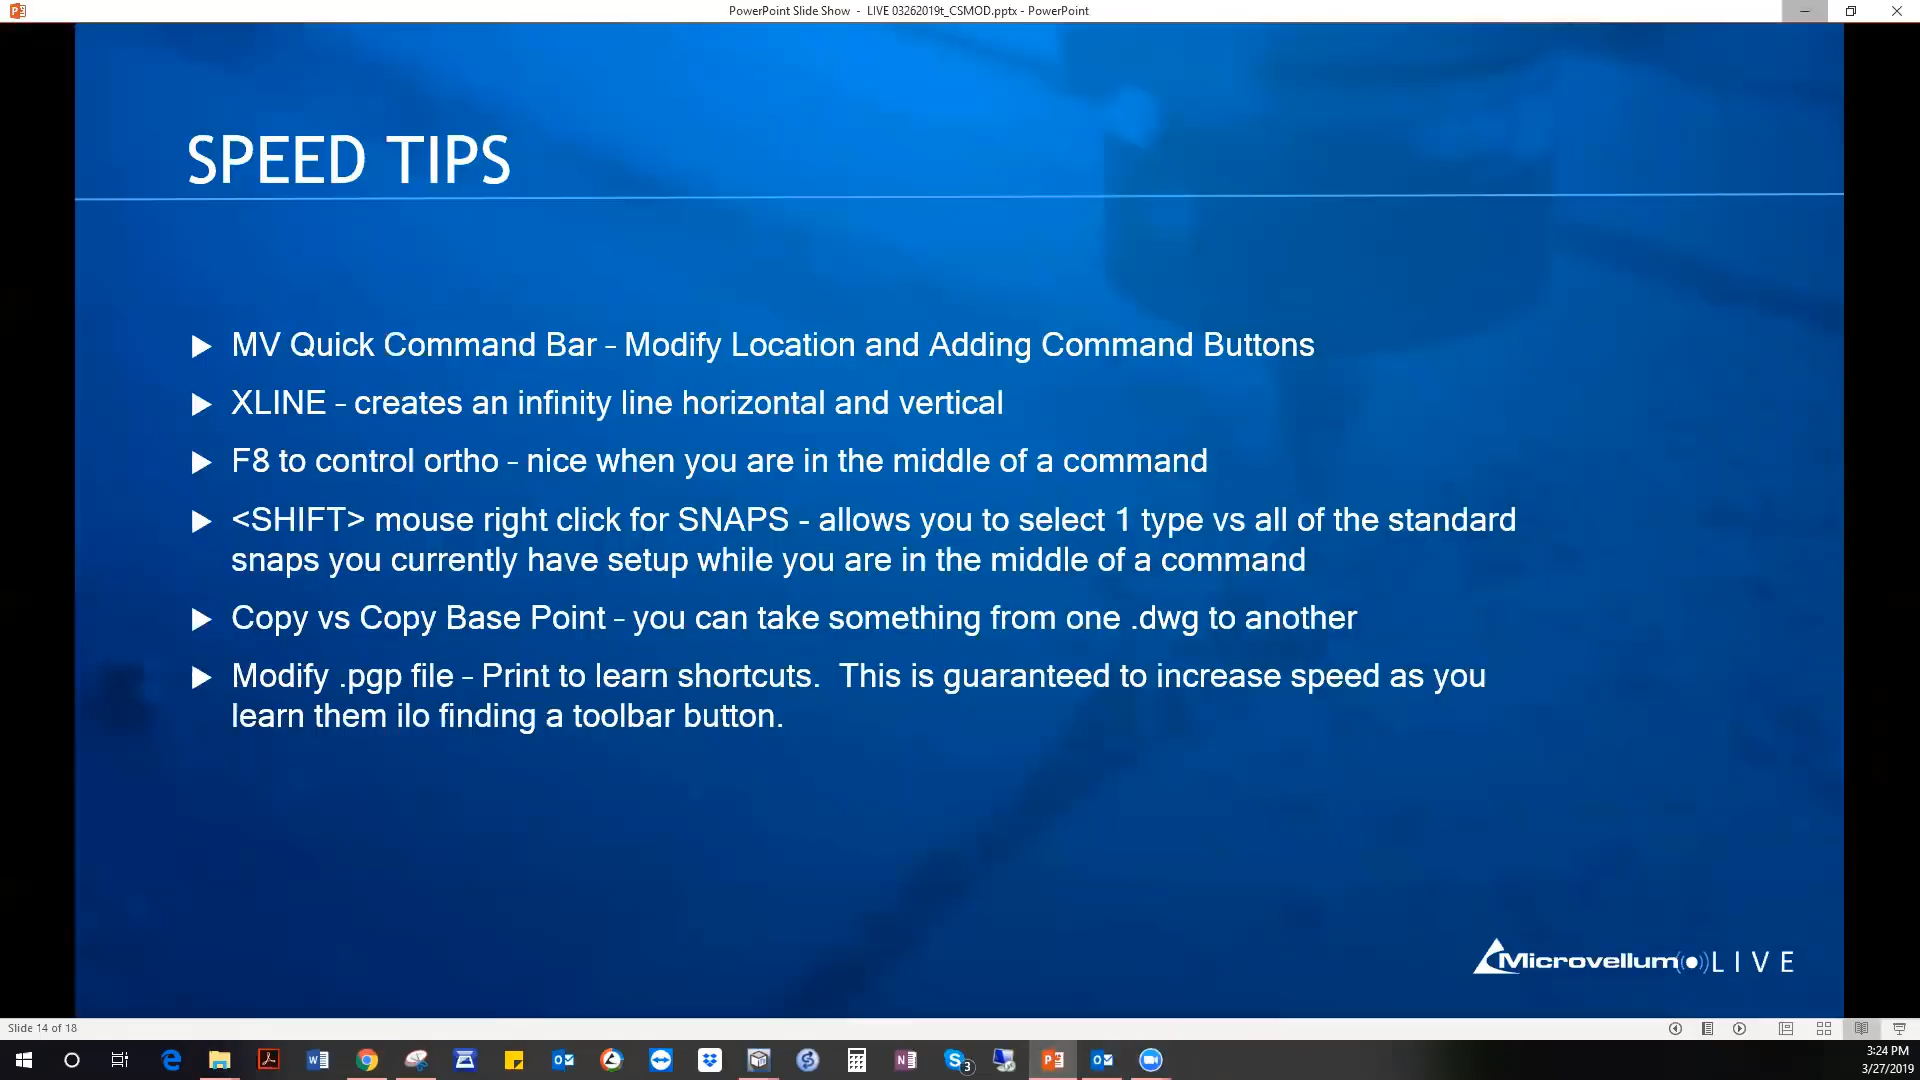 PowerPoint Slide Show - LIVE 03262019t_CSMOD.pptx - PowerPoint
SPEED TIPS
MV Quick Command Bar – Modify Location and Adding Command Buttons
XLINE – creates an infinity line horizontal and vertical
F8 to control ortho – nice when you are in the middle of a command
<SHIFT> mouse right click for SNAPS - allows you to select 1 type vs all of the standard
snaps you currently have setup while you are in the middle of a command
Copy vs Copy Base Point – you can take something from one .dwg to another
Modify .pgp file – Print to learn shortcuts.  This is guaranteed to increase speed as you
learn them ilo finding a toolbar button.
Microvellum LIVE
Slide 14 of 18
3:24 PM
3/27/2019